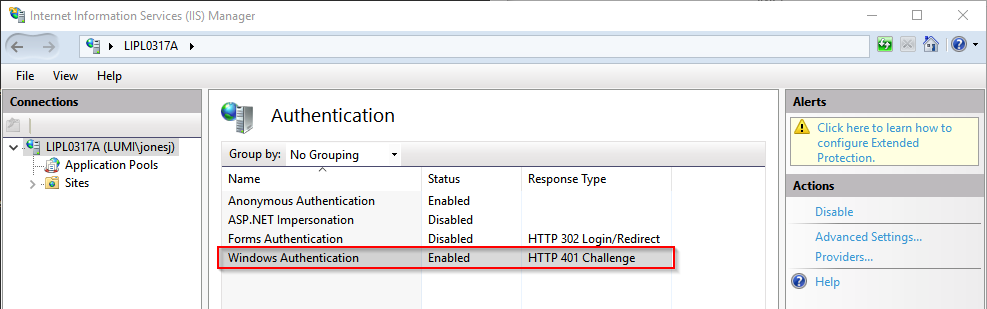 Internet Information Services (IIS) Manager
LIPL0317A
File View Help
Connections
LIPL0317A (LUMI\jonesj)
Application Pools
Sites
Authentication
Group by: No Grouping
Name Status Response Type
Anonymous Authentication Enabled
ASP.NET Impersonation Disabled
Forms Authentication Disabled HTTP 302 Login/Redirect
Windows Authentication Enabled HTTP 401 Challenge
Alerts
Click here to learn how to
configure Extended
Protection.
Actions
Disable
Advanced Settings...
Providers...
Help